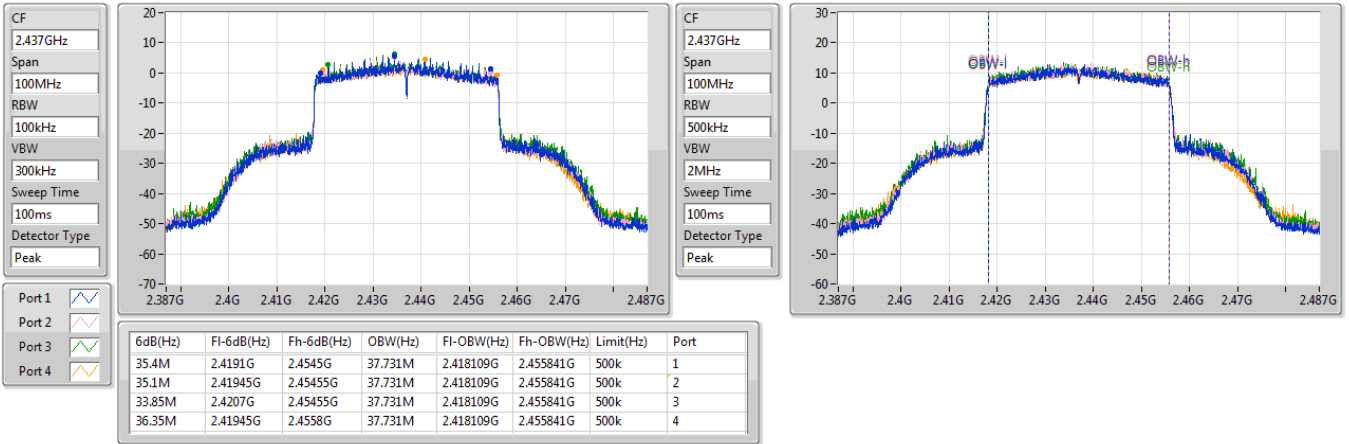 CF
2.437GHz
Span
100MHz
RBW
100kHz
VBW
300kHz
Sweep Time
100ms
Detector Type
Peak
20
10
0
-10
-20
-30
-40
-50
-60
-70
2.387G 2.4G 2.41G 2.42G 2.43G 2.44G 2.45G 2.46G 2.47G 2.487G
CF
2.437GHz
Span
100MHz
RBW
500kHz
VBW
2MHz
Sweep Time
100ms
Detector Type
Peak
30
20
10
0
-10
-20
-30
-40
-50
-60
OBW-l OBW-h
OBW-h
2.387G 2.4G 2.41G 2.42G 2.43G 2.44G 2.45G 2.46G 2.47G 2.487G
Port 1
Port 2
Port 3
Port 4
6dB(Hz) Fl-6dB(Hz) Fh-6dB(Hz) OBW(Hz) Fl-OBW(Hz) Fh-OBW(Hz) Limit(Hz) Port
35.4M 2.4191G 2.4545G 37.731M 2.418109G 2.455841G 500k 1
35.1M 2.41945G 2.45455G 37.731M 2.418109G 2.455841G 500k 2
33.85M 2.4207G 2.45455G 37.731M 2.418109G 2.455841G 500k 3
36.35M 2.41945G 2.4558G 37.731M 2.418109G 2.455841G 500k 4